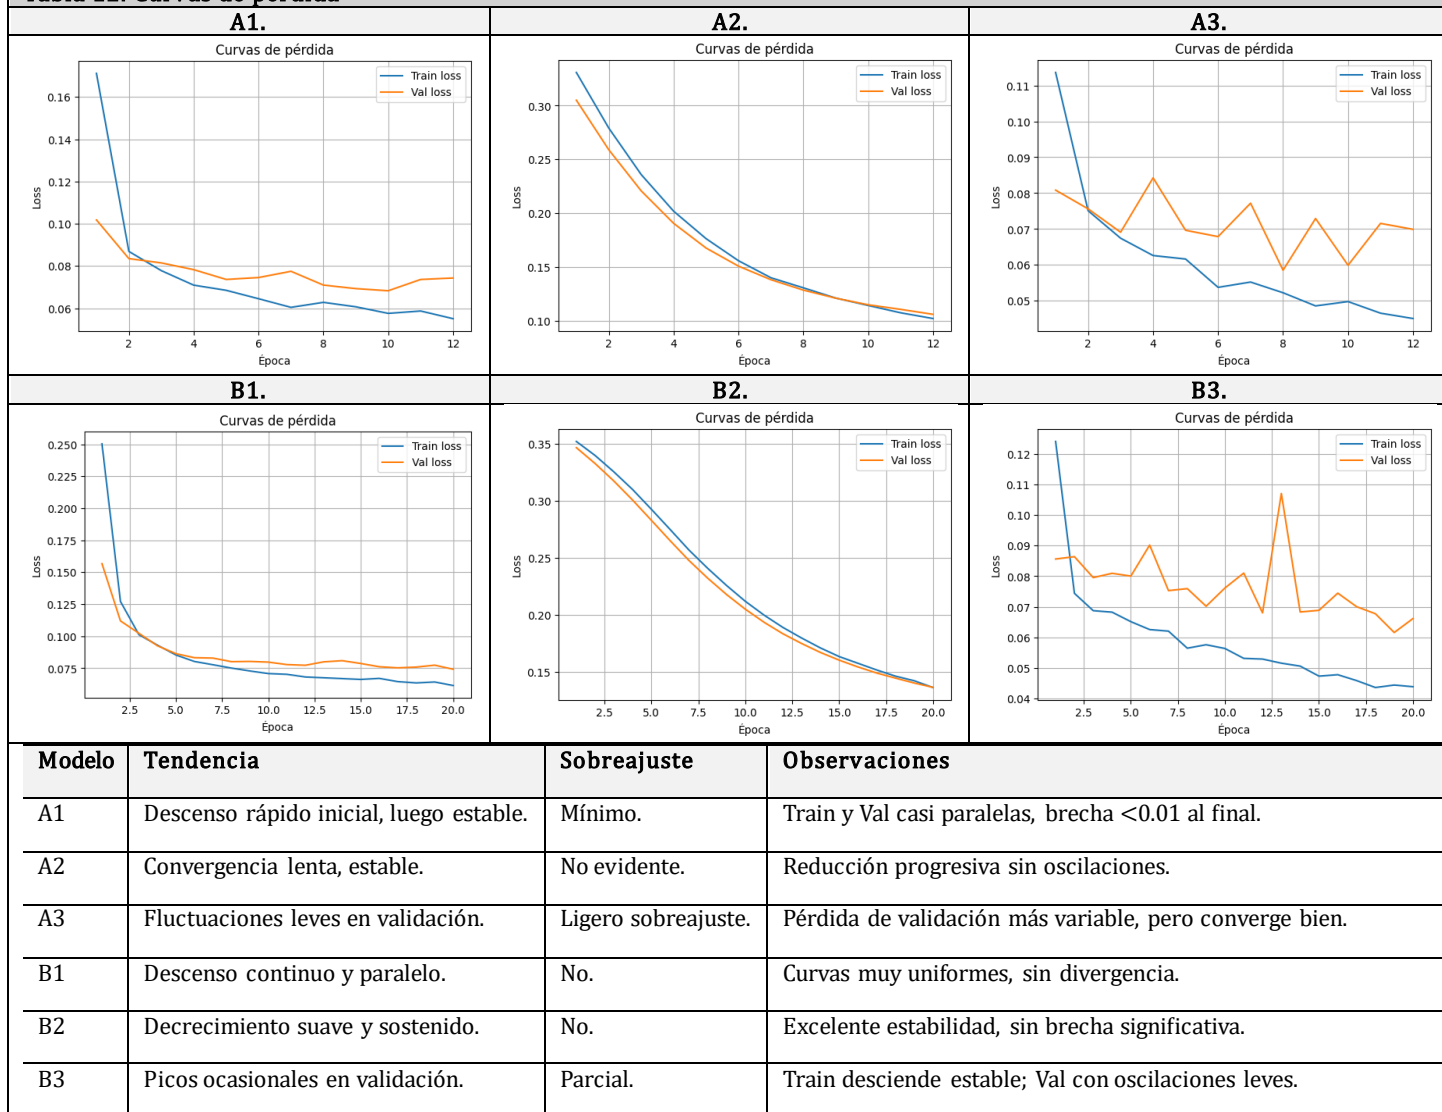 Tabla 22. Curvas de pérdida
A1.
A2.
A3.
Curvas de pérdida
Train loss
Val loss
0.16
0.14
0.12
0.10
0.08
0.06
Loss
2
4
6
8
10
12
Época
Curvas de pérdida
Train loss
Val loss
0.30
0.25
0.20
0.15
0.10
Loss
2
4
6
8
10
12
Época
Curvas de pérdida
Train loss
Val loss
0.11
0.10
0.09
0.08
0.07
0.06
0.05
Loss
2
4
6
8
10
12
Época
B1.
B2.
B3.
Curvas de pérdida
Train loss
Val loss
0.250
0.225
0.200
0.175
0.150
0.125
0.100
0.075
Loss
2.5
5.0
7.5
10.0
12.5
15.0
17.5
20.0
Época
Curvas de pérdida
Train loss
Val loss
0.35
0.30
0.25
0.20
0.15
Loss
2.5
5.0
7.5
10.0
12.5
15.0
17.5
20.0
Época
Curvas de pérdida
Train loss
Val loss
0.12
0.11
0.10
0.09
0.08
0.07
0.06
0.05
0.04
Loss
2.5
5.0
7.5
10.0
12.5
15.0
17.5
20.0
Época
Modelo Tendencia Sobreajuste Observaciones
A1 Descenso rápido inicial, luego estable. Mínimo. Train y Val casi paralelas, brecha <0.01 al final.
A2 Convergencia lenta, estable. No evidente. Reducción progresiva sin oscilaciones.
A3 Fluctuaciones leves en validación. Ligero sobreajuste. Pérdida de validación más variable, pero converge bien.
B1 Descenso continuo y paralelo. No. Curvas muy uniformes, sin divergencia.
B2 Decrecimiento suave y sostenido. No. Excelente estabilidad, sin brecha significativa.
B3 Picos ocasionales en validación. Parcial. Train desciende estable; Val con oscilaciones leves.